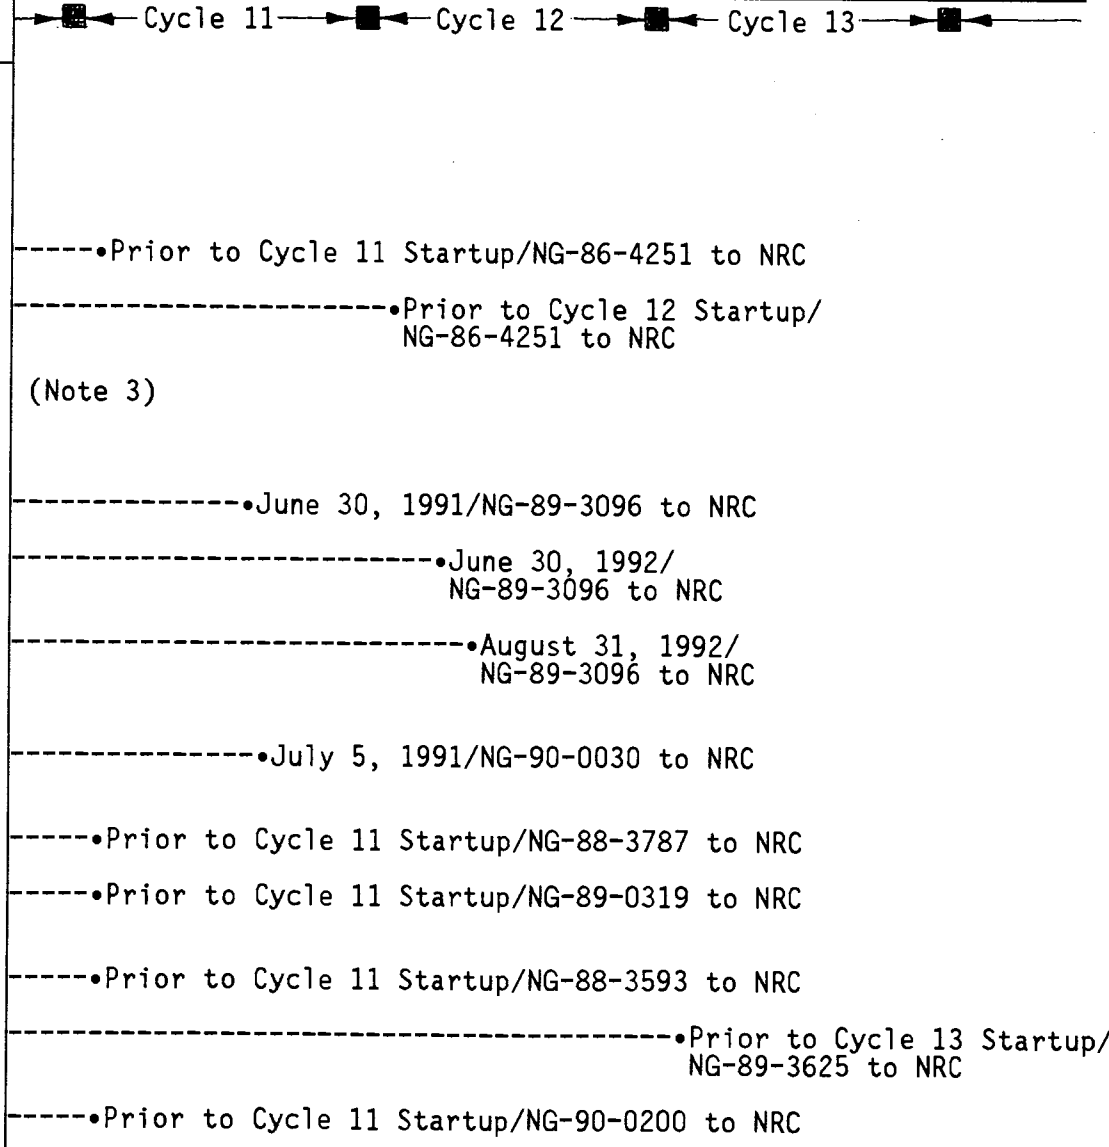 Cycle 11 Cycle 12 Cycle 13
Prior to Cycle 11 Startup/NG-86-4251 to NRC
Prior to Cycle 12 Startup/
NG-86-4251 to NRC
(Note 3)
June 30, 1991/NG-89-3096 to NRC
June 30, 1992/
NG-89-3096 to NRC
August 31, 1992/
NG-89-3096 to NRC
July 5, 1991/NG-90-0030 to NRC
Prior to Cycle 11 Startup/NG-88-3787 to NRC
Prior to Cycle 11 Startup/NG-89-0319 to NRC
Prior to Cycle 11 Startup/NG-88-3593 to NRC
Prior to Cycle 13 Startup/
NG-89-3625 to NRC
Prior to Cycle 11 Startup/NG-90-0200 to NRC